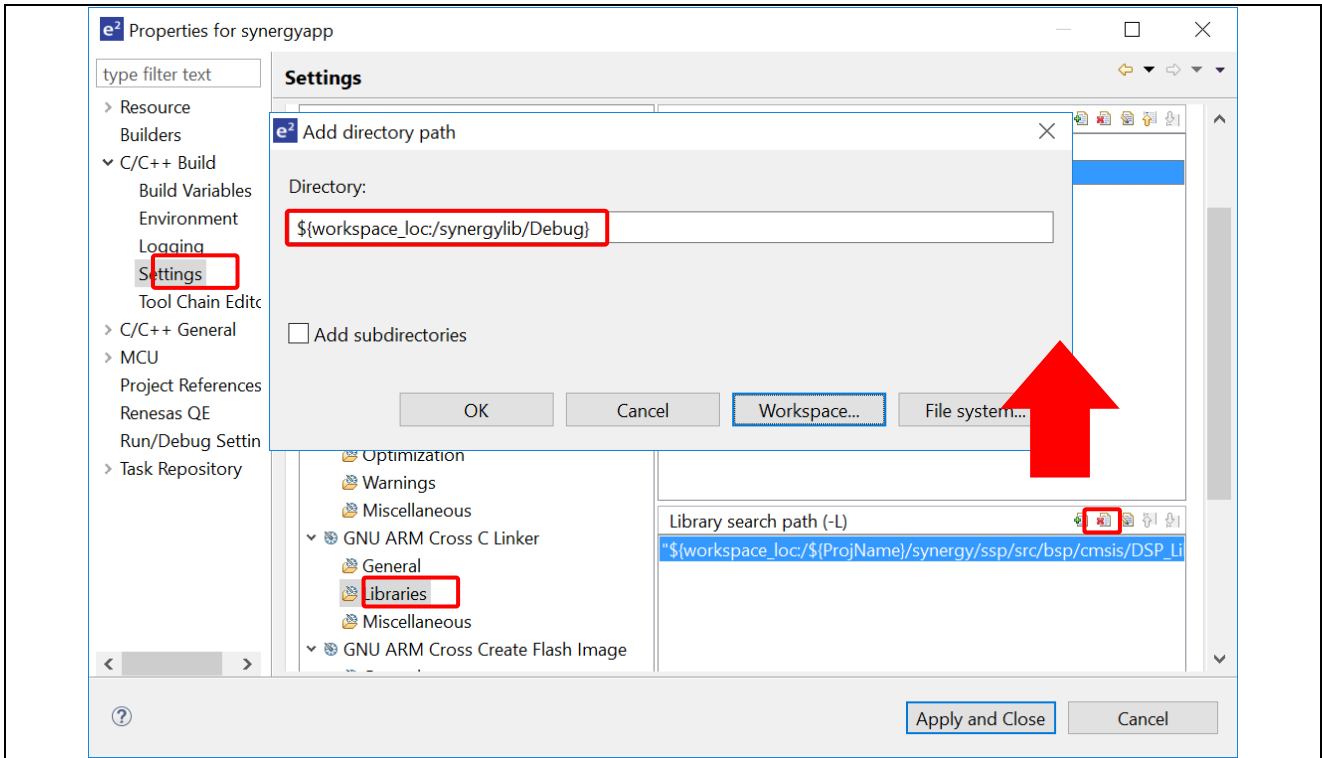 e² Properties for synergyapp
type filter text
Settings
Resource
Builders
C/C++ Build
Build Variables
Environment
Logging
Settings
Tool Chain Edito
C/C++ General
MCU
Project References
Renesas QE
Run/Debug Settin
Task Repository
e² Add directory path
Directory:
${workspace_loc:/synergylib/Debug}
Add subdirectories
OK
Cancel
Workspace...
File system...
Optimization
Warnings
Miscellaneous
GNU ARM Cross C Linker
General
Libraries
Miscellaneous
GNU ARM Cross Create Flash Image
Library search path (-L)
"${workspace_loc:/${ProjName}/synergy/ssp/src/bsp/cmsis/DSP_Li
?
Apply and Close
Cancel